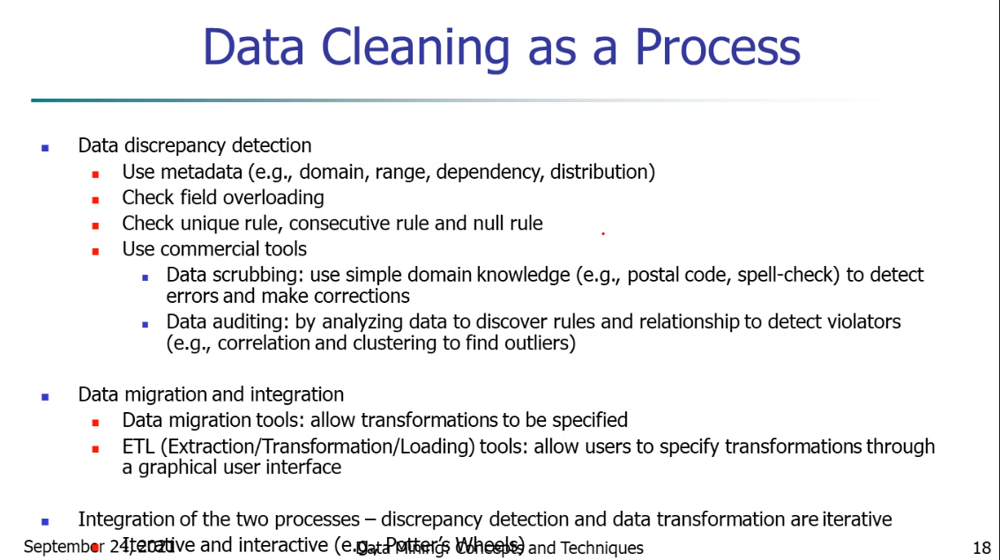 Data Cleaning as a Process
Data discrepancy detection
Use metadata (e.g., domain, range, dependency, distribution)
Check field overloading
Check unique rule, consecutive rule and null rule
Use commercial tools
Data scrubbing: use simple domain knowledge (e.g., postal code, spell-check) to detect
errors and make corrections
Data auditing: by analyzing data to discover rules and relationship to detect violators
(e.g., correlation and clustering to find outliers)
Data migration and integration
Data migration tools: allow transformations to be specified
ETL (Extraction/Transformation/Loading) tools: allow users to specify transformations through
a graphical user interface
Integration of the two processes – discrepancy detection and data transformation are iterative
Iterative and interactive (e.g., Potter's Wheels)
September 24, 2021
Data Mining: Concepts and Techniques
18